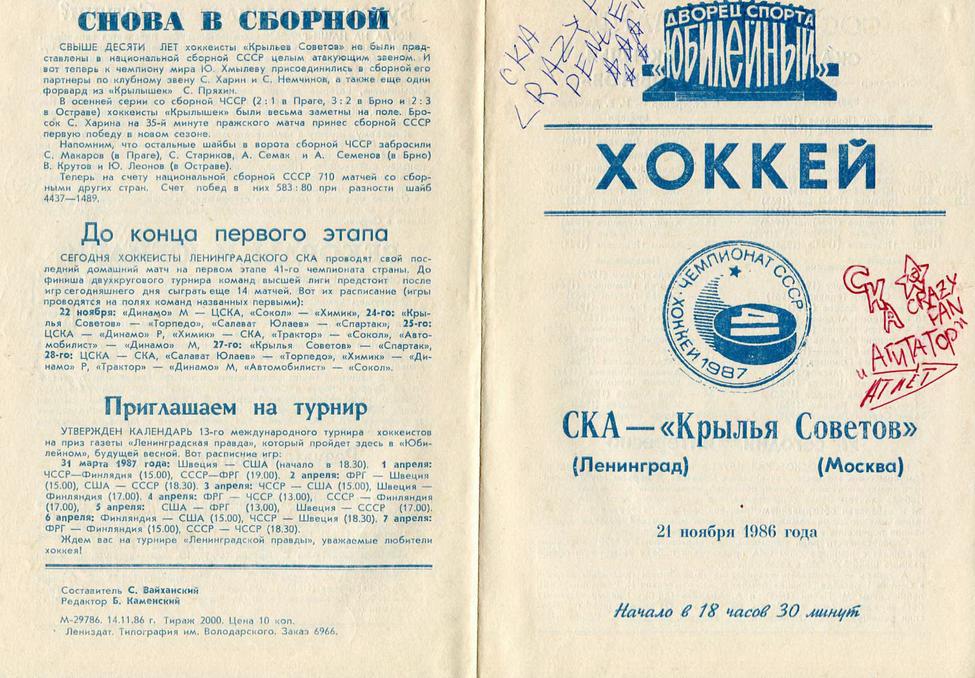 СНОВА В СБОРНОЙ
СВЫШЕ ДЕСЯТИ ЛЕТ хоккеисты «Крыльев Советов» не были пред-
ставлены в национальной сборной СССР целым атакующим звеном. И
вот теперь к чемпиону мира Ю. Хмылеву присоединились в сборной его
партнеры по клубному звену С. Харин и С. Неминов, а также еще один
форвард из «Крылышек» С. Пряхин.
В осенней серии со сборной ЧССР (2:1 в Праге, 3:2 в Брно и 2:3
в Остраве) хоккеисты «Крылышек» были весьма заметны на поле. Бро-
сок С. Харина на 35-й минуте пражского матча принес сборной СССР
первую победу в новом сезоне.
Напомним, что остальные шайбы в ворота сборной ЧССР забросили
С. Макаров (в Праге), С. Стариков, А. Семак и А. Семенов (в Брно)
В. Крутов и Ю. Леонов (в Остраве).
Теперь на счету национальной сборной СССР 710 матчей со сбор-
ными других стран. Счет побед в них 583:80 при разности шайб
4437—1489.
До конца первого этапа
СЕГОДНЯ ХОККЕИСТЫ ЛЕНИНГРАДСКОГО СКА проводят свой пос-
ледний домашний матч на первом этапе 41-го чемпионата страны. До
финиша двухкругового турнира команд высшей лиги предстоит после
игр сегодняшнего дня сыграть еще 14 матчей. Вот их расписание (игры
проводятся на полях команд названных первыми):
22 ноября: «Динамо» М — ЦСКА, «Сокол» — «Химик», 24-го: «Кры-
лья Советов» — «Торпедо», «Салават Юлаев» — «Спартак», 25-го:
ЦСКА — «Динамо» Р, «Химик» — СКА, «Трактор» — «Сокол», «Авто-
мобилист» — «Динамо» М, 27-го: «Крылья Советов» — «Спартак»,
28-го: ЦСКА — СКА, «Салават Юлаев» — «Торпедо», «Химик» — «Ди-
намо» Р, «Трактор» — «Динамо» М, «Автомобилист» — «Сокол».
Приглашаем на турнир
УТВЕРЖДЕН КАЛЕНДАРЬ 13-го международного турнира хоккеистов
на приз газеты «Ленинградская правда», который пройдет здесь в «Юби-
лейном», будущей весной. Вот расписание игр:
31 марта 1987 года: Швеция — США (начало в 18.30). 1 апреля:
ЧССР—Финляндия (15.00), СССР—ФРГ (19.00). 2 апреля: ФРГ — Швеция
(15.00), США — СССР (18.30). 3 апреля: ЧССР — США (15.00), Швеция —
Финляндия (17.00). 4 апреля: ФРГ — ЧССР (13.00), СССР — Финляндия
(17.00), 5 апреля: США — ФРГ (13.00), Швеция — СССР (17.00).
6 апреля: Финляндия — США (15.00), ЧССР — Швеция (18.30). 7 апреля:
ФРГ — Финляндия (15.00), СССР — ЧССР (18.30).
Ждем вас на турнире «Ленинградской правды», уважаемые любители
хоккея!
Составитель С. Вайханский
Редактор Б. Каменский
М-29786. 14.11.86 г. Тираж 2000. Цена 10 коп.
Лениздат. Типография им. Володарского. Заказ 6966.
СКА
ДВОРЕЦ СПОРТА
«ЮБИЛЕЙНЫЙ»
ХОККЕЙ
ЧЕМПИОНАТ СССР
ХОККЕЙ 1987
41
СКА
CRAZY
FAN
"АГИТАТОР"
АТЛЕТ
СКА — «Крылья Советов»
(Ленинград) (Москва)
21 ноября 1986 года
Начало в 18 часов 30 минут